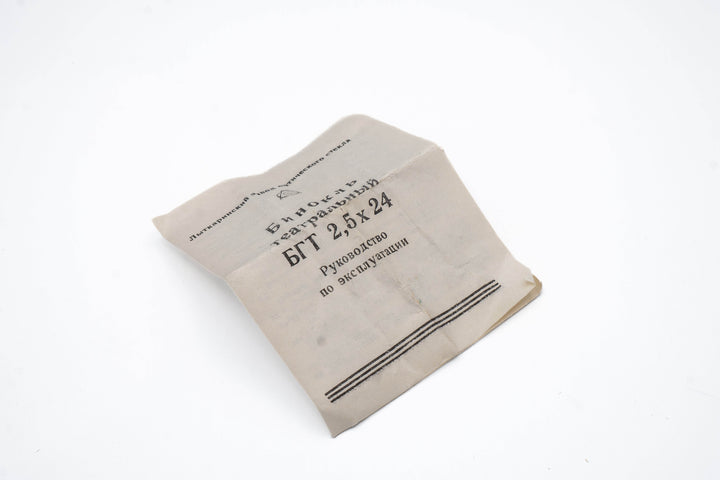 Лыткаринский завод оптического стекла
Бинокль
театральный
БГТ 2,5х24
Руководство
по эксплуатации